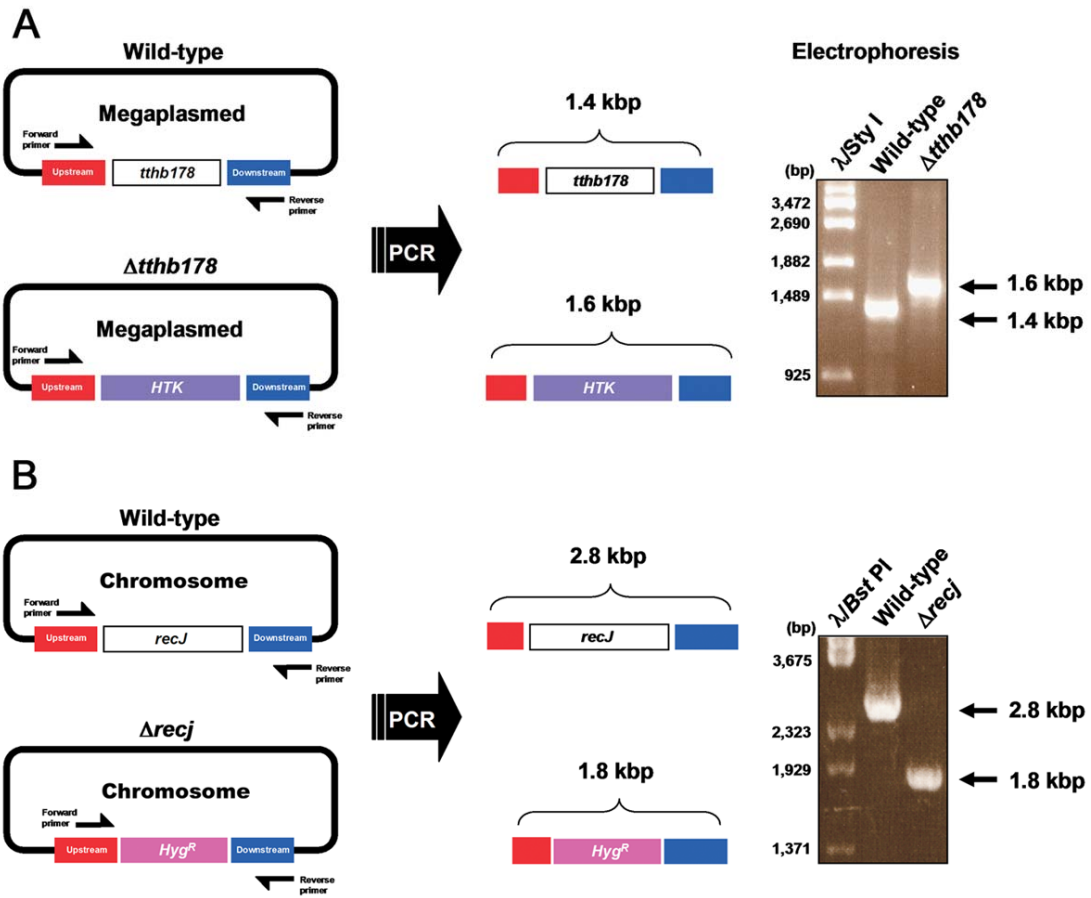 A
Wild-type
Megaplasmed
Forward
primer
Upstream
tthb178
Downstream
Reverse
primer
Δtthb178
Megaplasmed
Forward
primer
Upstream
HTK
Downstream
Reverse
primer
PCR
1.4 kbp
tthb178
1.6 kbp
HTK
Electrophoresis
(bp)
λ/Sty I
Wild-type
Δtthb178
3,472
2,690
1,882
1,489
925
1.6 kbp
1.4 kbp
B
Wild-type
Chromosome
Forward
primer
Upstream
recJ
Downstream
Reverse
primer
Δrecj
Chromosome
Forward
primer
Upstream
Hygᴿ
Downstream
Reverse
primer
PCR
2.8 kbp
recJ
1.8 kbp
Hygᴿ
(bp)
λ/Bst PI
Wild-type
Δrecj
3,675
2,323
1,929
1,371
2.8 kbp
1.8 kbp